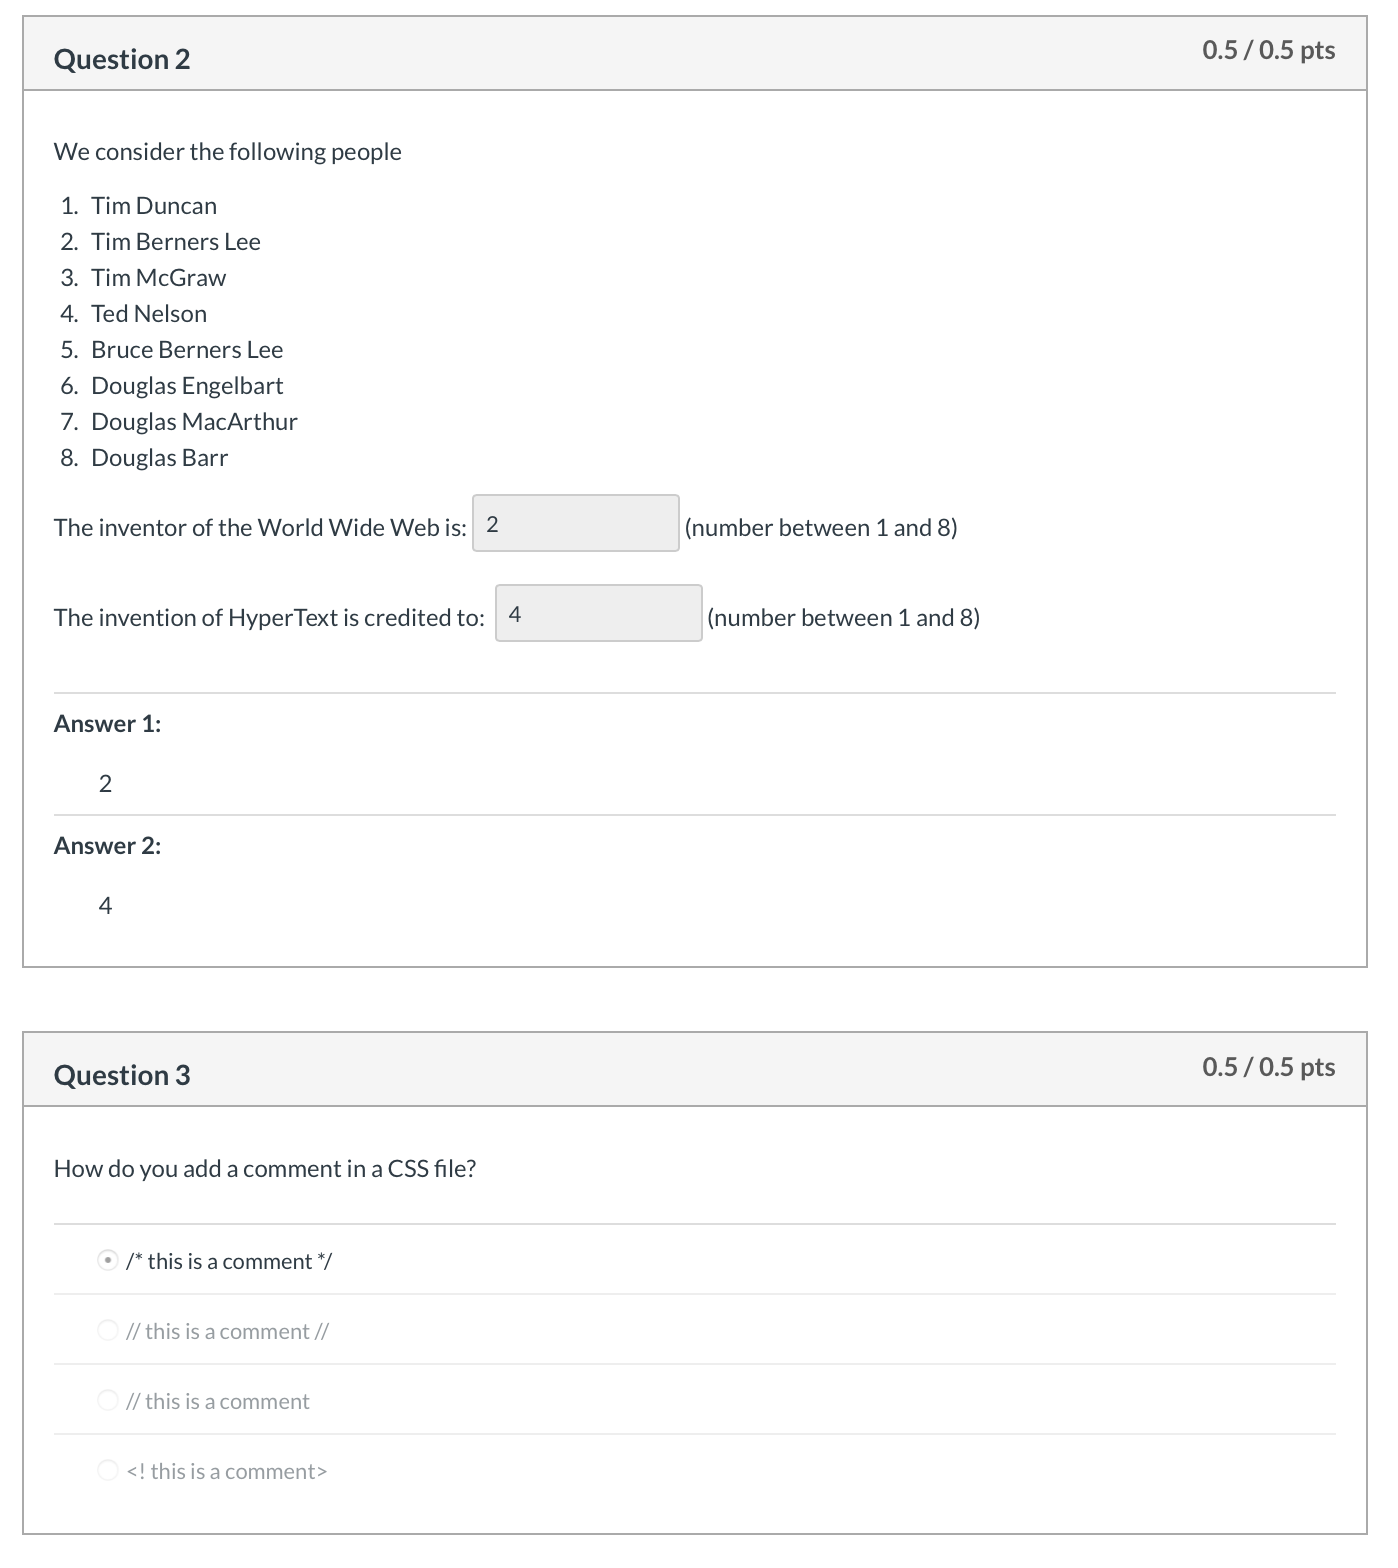 Question 2
0.5 / 0.5 pts
We consider the following people
1. Tim Duncan
2. Tim Berners Lee
3. Tim McGraw
4. Ted Nelson
5. Bruce Berners Lee
6. Douglas Engelbart
7. Douglas MacArthur
8. Douglas Barr
The inventor of the World Wide Web is: 2 (number between 1 and 8)
The invention of HyperText is credited to: 4 (number between 1 and 8)
Answer 1:
2
Answer 2:
4
Question 3
0.5 / 0.5 pts
How do you add a comment in a CSS file?
/* this is a comment */
// this is a comment //
// this is a comment
<! this is a comment>